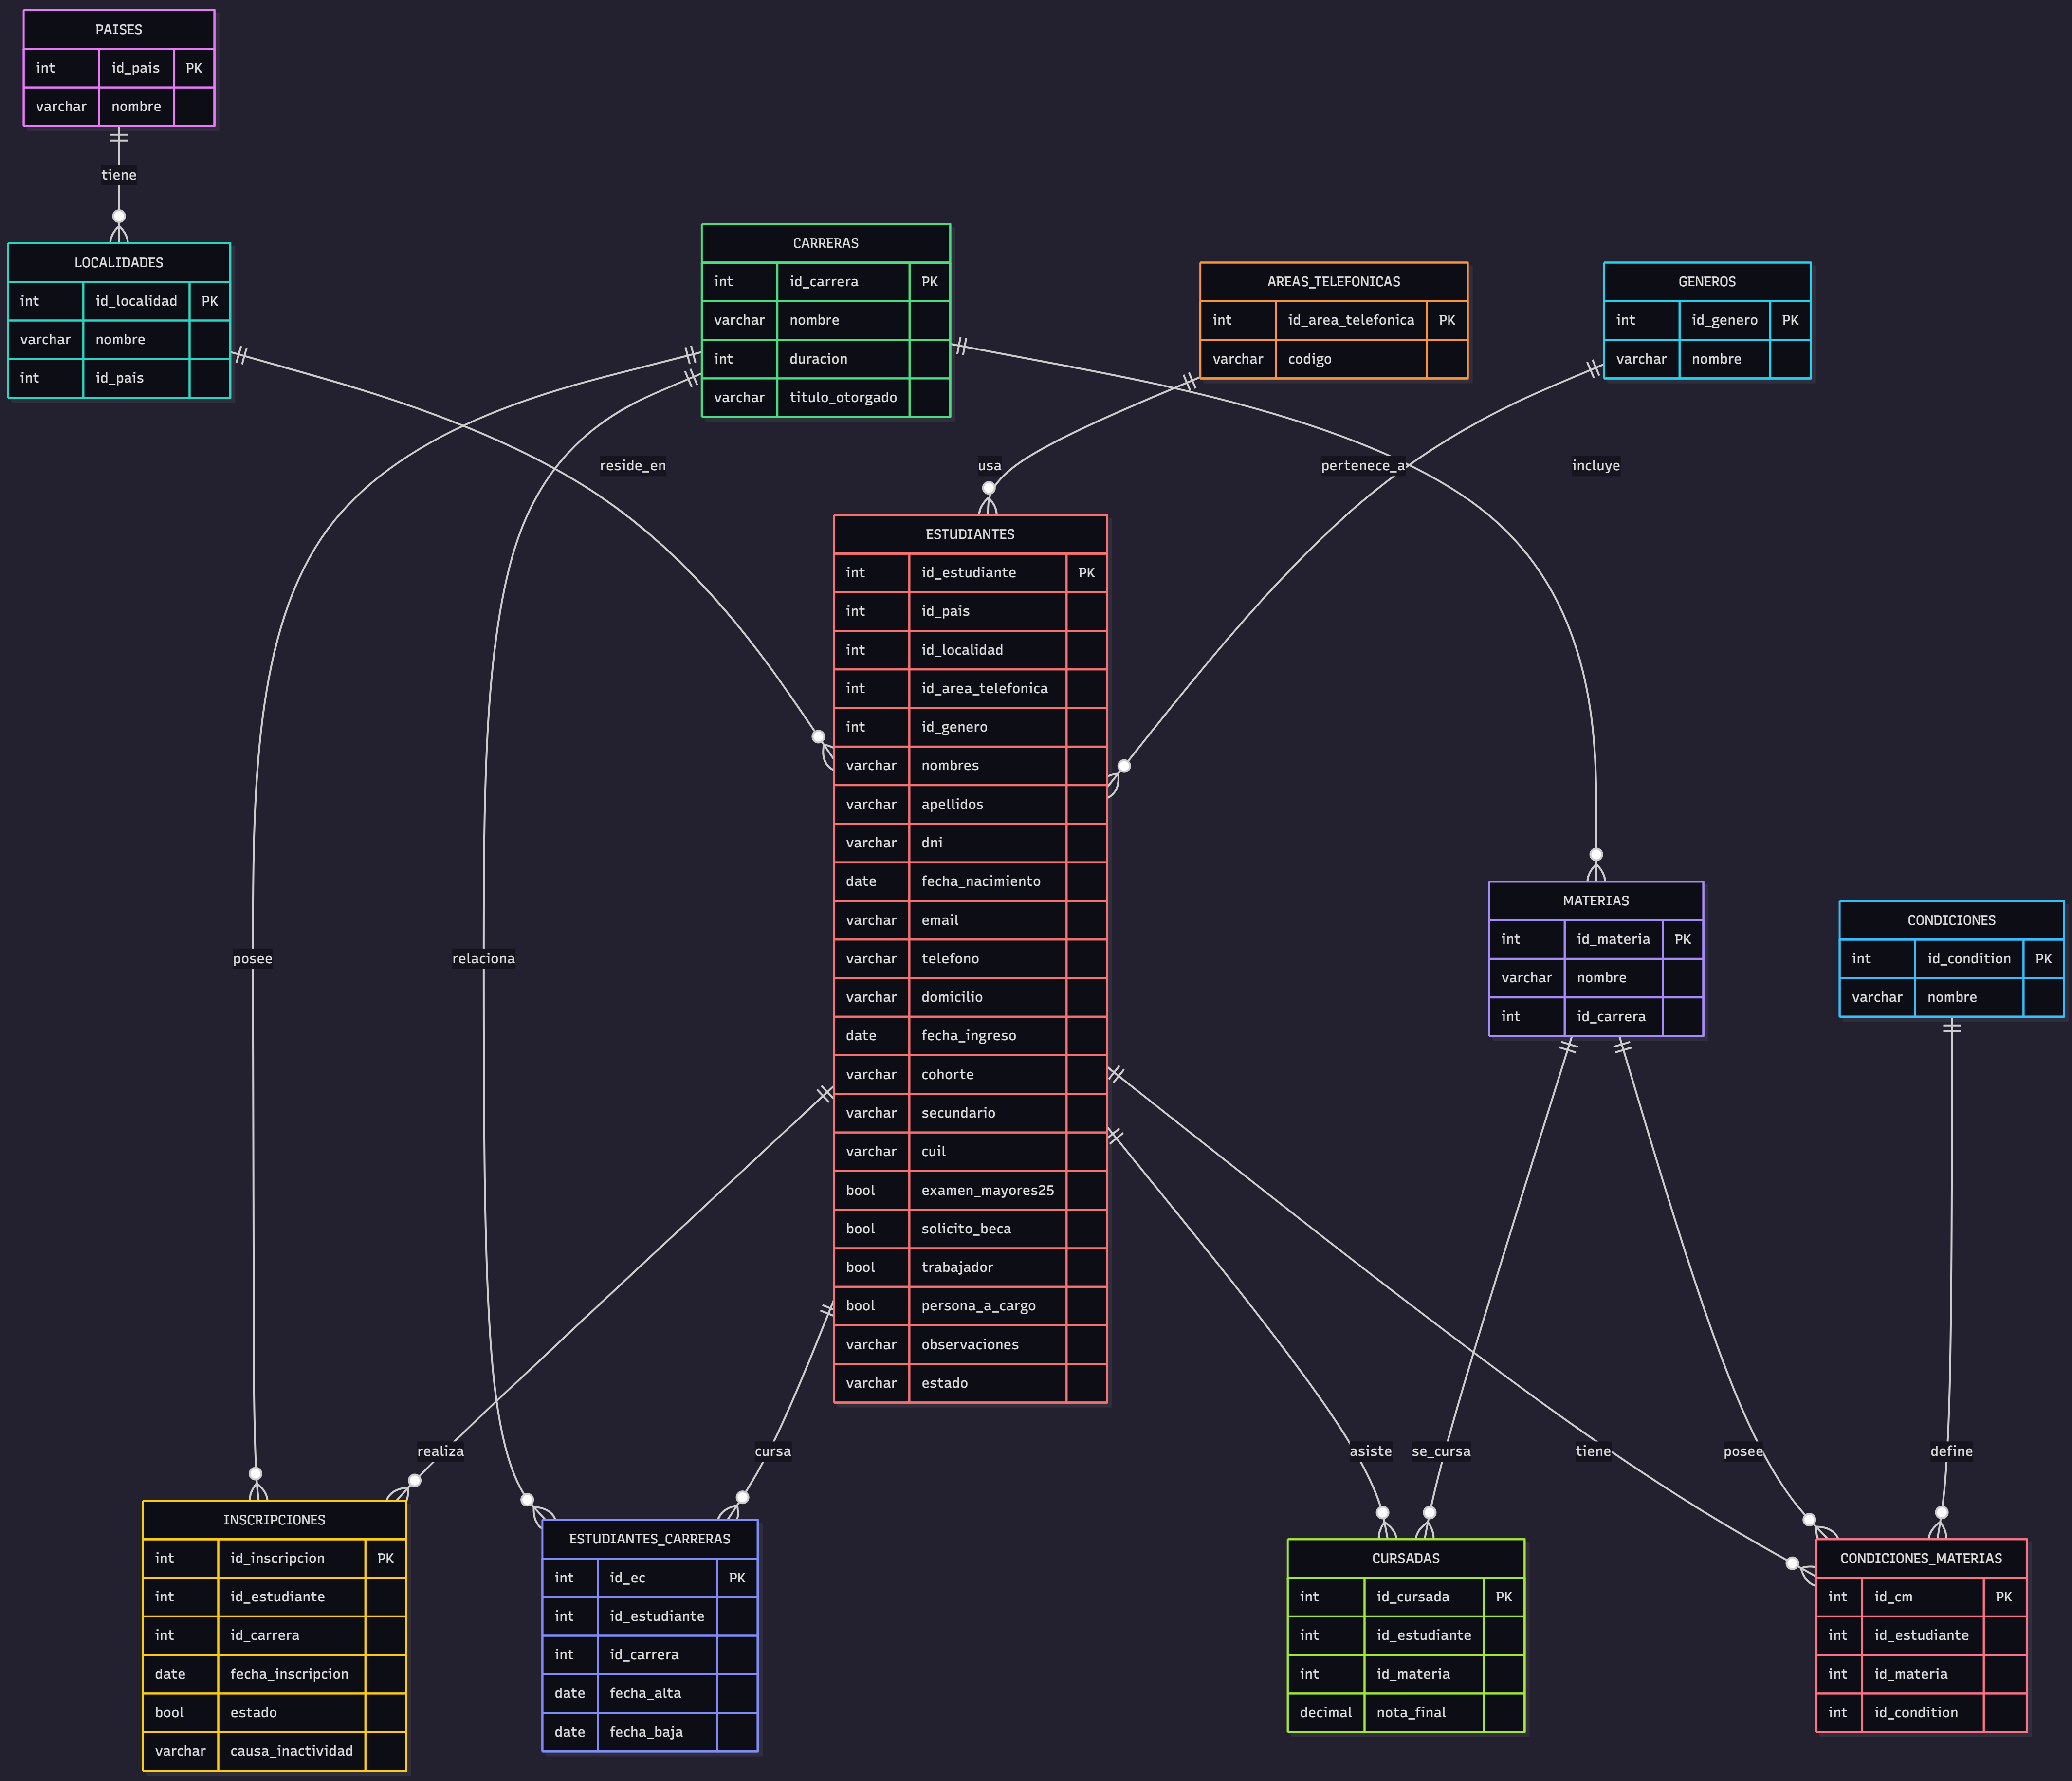 PAISES
int id_pais PK
varchar nombre
tiene
LOCALIDADES
int id_localidad PK
varchar nombre
int id_pais
CARRERAS
int id_carrera PK
varchar nombre
int duracion
varchar titulo_otorgado
AREAS_TELEFONICAS
int id_area_telefonica PK
varchar codigo
GENEROS
int id_genero PK
varchar nombre
reside_en
usa
pertenece_a
incluye
ESTUDIANTES
int id_estudiante PK
int id_pais
int id_localidad
int id_area_telefonica
int id_genero
varchar nombres
varchar apellidos
varchar dni
date fecha_nacimiento
varchar email
varchar telefono
varchar domicilio
date fecha_ingreso
varchar cohorte
varchar secundario
varchar cuil
bool examen_mayores25
bool solicito_beca
bool trabajador
bool persona_a_cargo
varchar observaciones
varchar estado
posee
relaciona
MATERIAS
int id_materia PK
varchar nombre
int id_carrera
CONDICIONES
int id_condition PK
varchar nombre
realiza
cursa
asiste
se_cursa
tiene
posee
define
INSCRIPCIONES
int id_inscripcion PK
int id_estudiante
int id_carrera
date fecha_inscripcion
bool estado
varchar causa_inactividad
ESTUDIANTES_CARRERAS
int id_ec PK
int id_estudiante
int id_carrera
date fecha_alta
date fecha_baja
CURSADAS
int id_cursada PK
int id_estudiante
int id_materia
decimal nota_final
CONDICIONES_MATERIAS
int id_cm PK
int id_estudiante
int id_materia
int id_condition